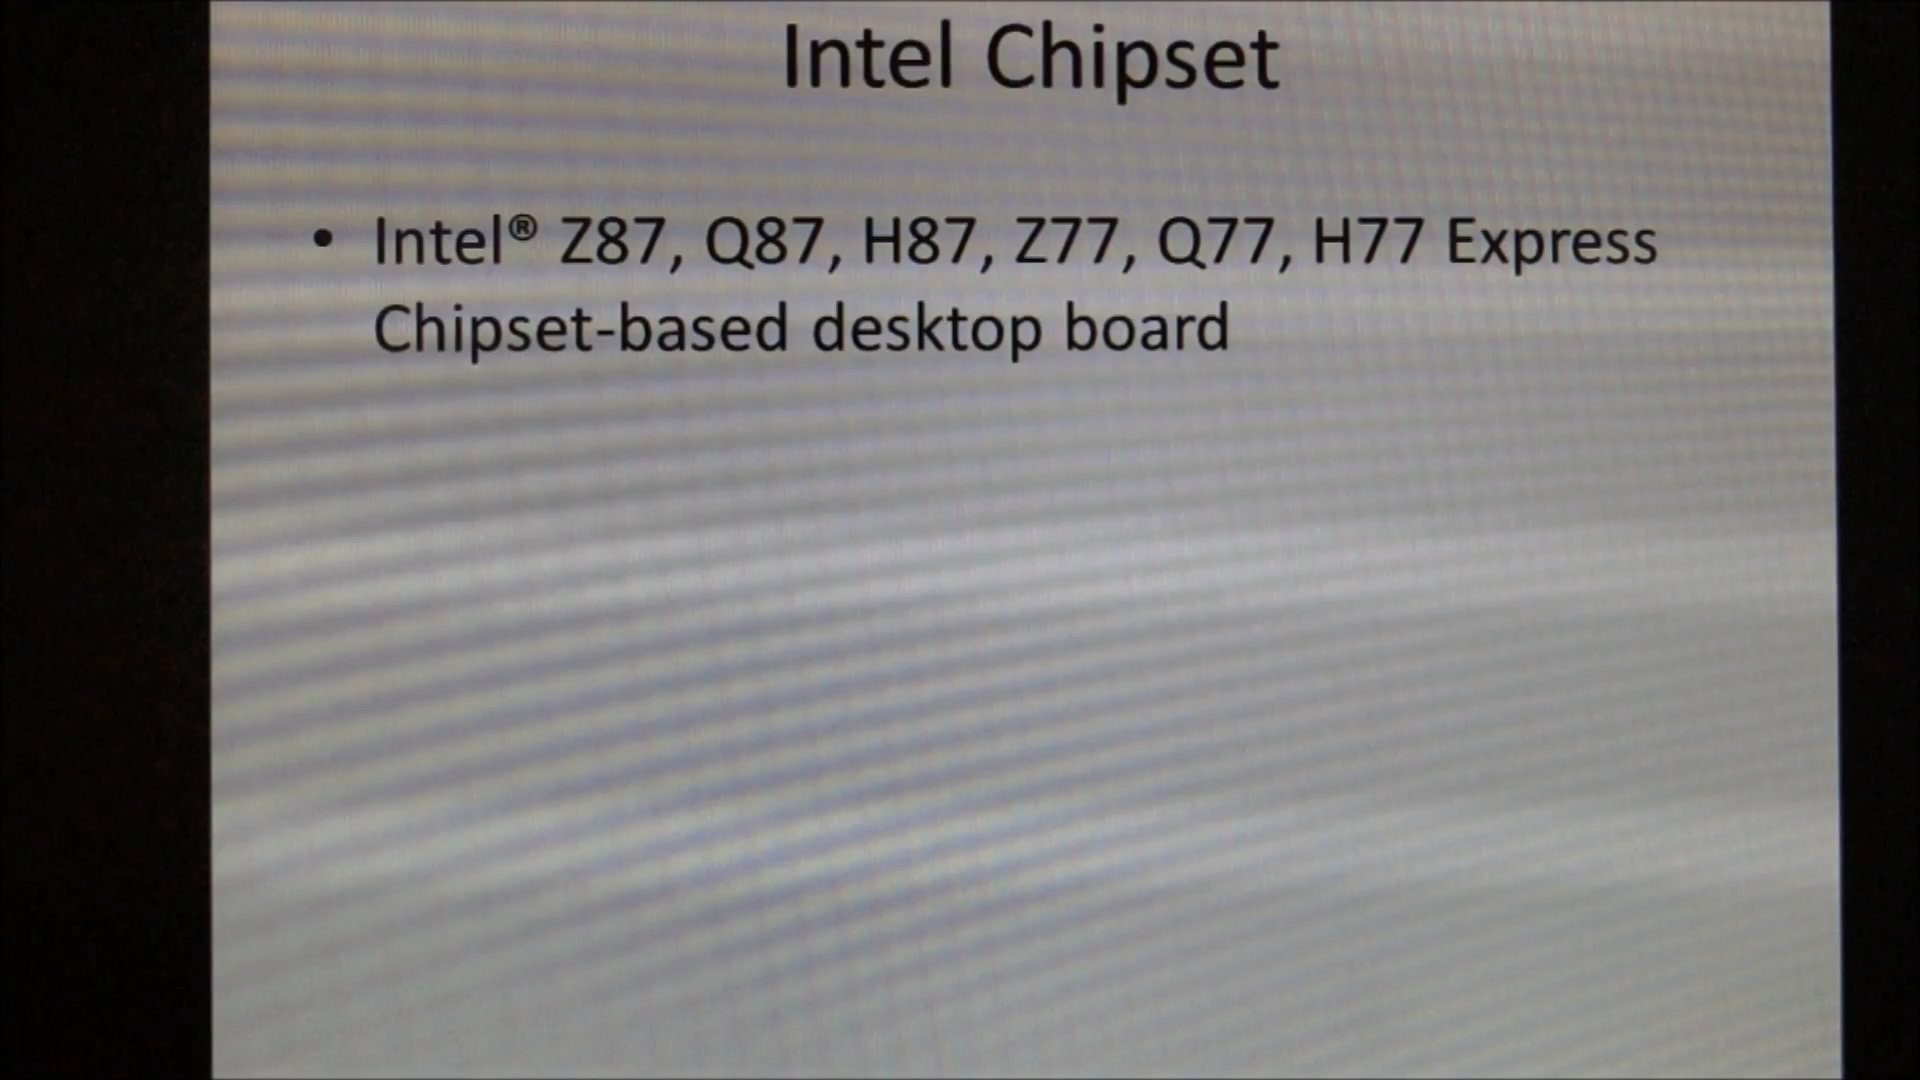 Intel Chipset
• Intel® Z87, Q87, H87, Z77, Q77, H77 Express
Chipset-based desktop board